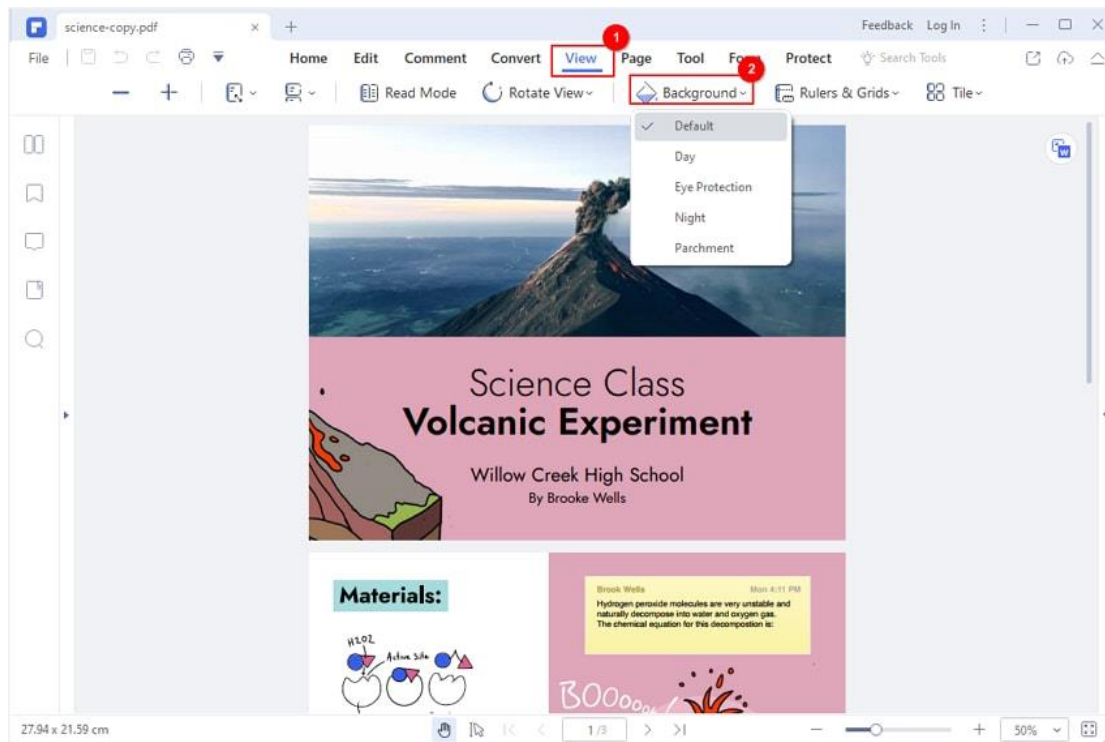 science-copy.pdf
Feedback Log In
1
File Home Edit Comment Convert View Page Tool Form Protect Search Tools
2
Read Mode Rotate View Background Rulers & Grids Tile
Default
Day
Eye Protection
Night
Parchment
W
Science Class
Volcanic Experiment
Willow Creek High School
By Brooke Wells
Materials:
H2O2
Active Site
Brook Wells Mon 4:11 PM
Hydrogen peroxide molecules are very unstable and
naturally decompose into water and oxygen gas.
The chemical equation for this decompostion is:
BOOoooo!
27.94 x 21.59 cm 1/3 50%